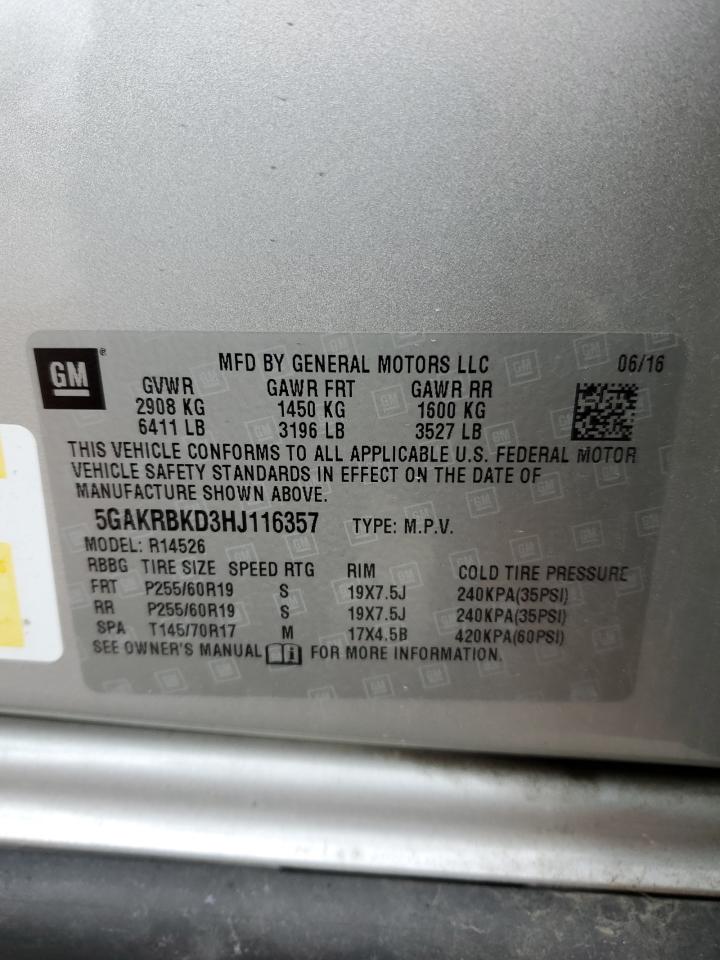 GM® MFD BY GENERAL MOTORS LLC 06/16
GVWR GAWR FRT GAWR RR
2908 KG 1450 KG 1600 KG
6411 LB 3196 LB 3527 LB
THIS VEHICLE CONFORMS TO ALL APPLICABLE U.S. FEDERAL MOTOR
VEHICLE SAFETY STANDARDS IN EFFECT ON THE DATE OF
MANUFACTURE SHOWN ABOVE.
5GAKRBKD3HJ116357 TYPE: M.P.V.
MODEL: R14526
RBBG TIRE SIZE SPEED RTG RIM COLD TIRE PRESSURE
FRT P255/60R19 S 19X7.5J 240KPA(35PSI)
RR P255/60R19 S 19X7.5J 240KPA(35PSI)
SPA T145/70R17 M 17X4.5B 420KPA(60PSI)
SEE OWNER'S MANUAL i FOR MORE INFORMATION.